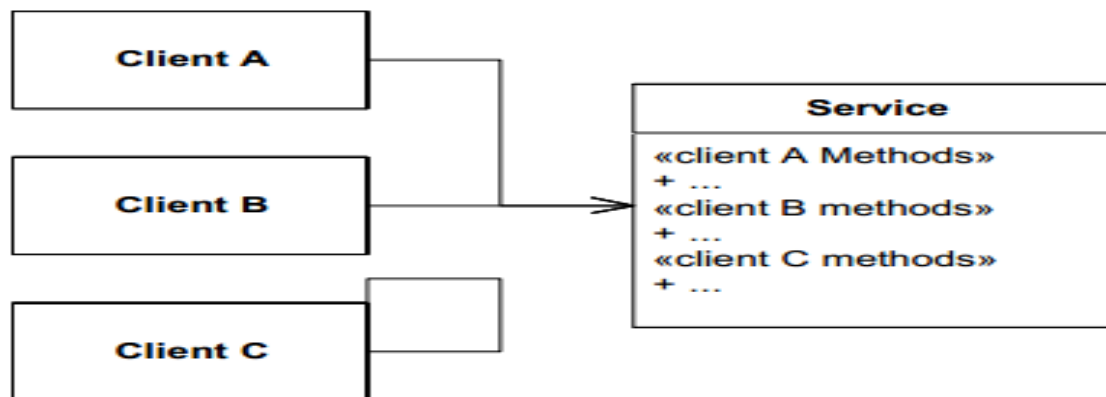 Client A
Client B
Client C
Service
«client A Methods»
+ ...
«client B methods»
+ ...
«client C methods»
+ ...